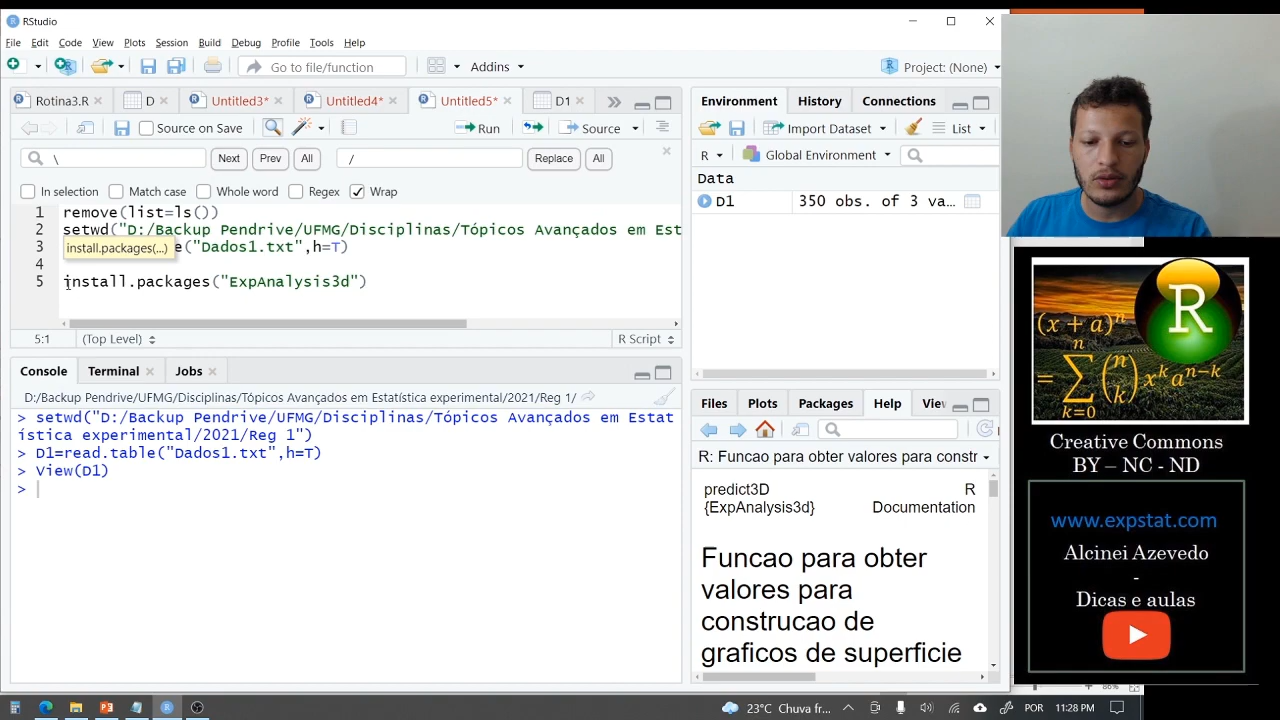 RStudio
File Edit Code View Plots Session Build Debug Profile Tools Help
Go to file/function Addins Project: (None)
Rotina3.R D Untitled3* Untitled4* Untitled5* D1
Source on Sa Run Source
\ Next Prev All / Replace All
In selection Match case Whole word Regex Wrap
1 remove(list=ls())
2 setwd("D:/Backup Pendrive/UFMG/Disciplinas/Tópicos Avançados em Est
3 e("Dados1.txt",h=T)
install.packages(...)
4
5 install.packages("ExpAnalysis3d")
5:1 (Top Level) R Script
Console Terminal Jobs
D:/Backup Pendrive/UFMG/Disciplinas/Tópicos Avançados em Estatística experimental/2021/Reg 1/
> setwd("D:/Backup Pendrive/UFMG/Disciplinas/Tópicos Avançados em Estat
ística experimental/2021/Reg 1")
> D1=read.table("Dados1.txt",h=T)
> View(D1)
>
Environment History Connections
Import Dataset List
R Global Environment
Data
D1 350 obs. of 3 va…
Files Plots Packages Help Viev
R: Funcao para obter valores para constr
predict3D R
{ExpAnalysis3d} Documentation
Funcao para obter
valores para
construcao de
graficos de superficie
R
(x + a)ⁿ
n
= ∑ (n k) xᵏaⁿ⁻ᵏ
k=0
Creative Commons
BY – NC - ND
www.expstat.com
Alcinei Azevedo
-
Dicas e aulas
86%
23°C Chuva fr... POR 11:28 PM